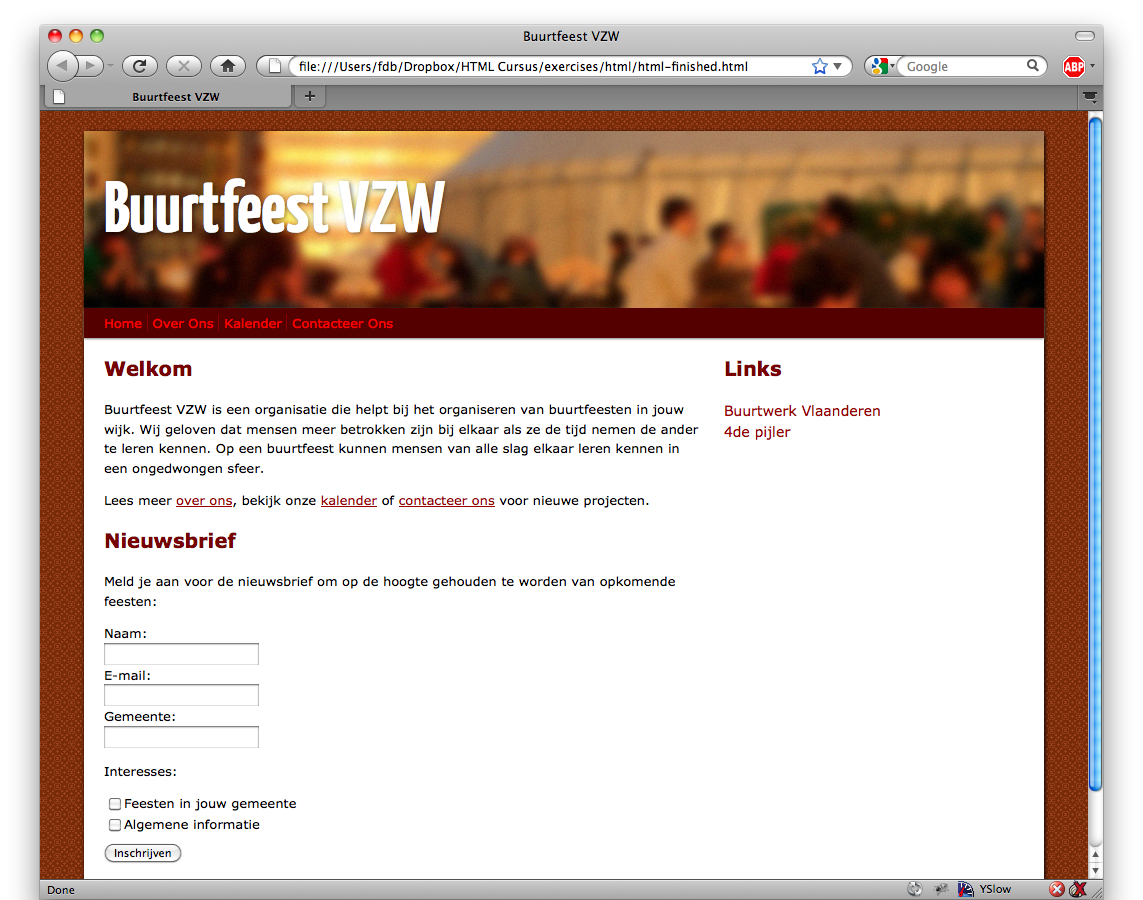 Buurtfeest VZW
file:///Users/fdb/Dropbox/HTML Cursus/exercises/html/html-finished.html
Google
ABP
Buurtfeest VZW
Buurtfeest VZW
Home Over Ons Kalender Contacteer Ons
Welkom
Buurtfeest VZW is een organisatie die helpt bij het organiseren van buurtfeesten in jouw
wijk. Wij geloven dat mensen meer betrokken zijn bij elkaar als ze de tijd nemen de ander
te leren kennen. Op een buurtfeest kunnen mensen van alle slag elkaar leren kennen in
een ongedwongen sfeer.
Lees meer over ons, bekijk onze kalender of contacteer ons voor nieuwe projecten.
Nieuwsbrief
Meld je aan voor de nieuwsbrief om op de hoogte gehouden te worden van opkomende
feesten:
Naam:
E-mail:
Gemeente:
Interesses:
Feesten in jouw gemeente
Algemene informatie
Inschrijven
Links
Buurtwerk Vlaanderen
4de pijler
Done
YSlow